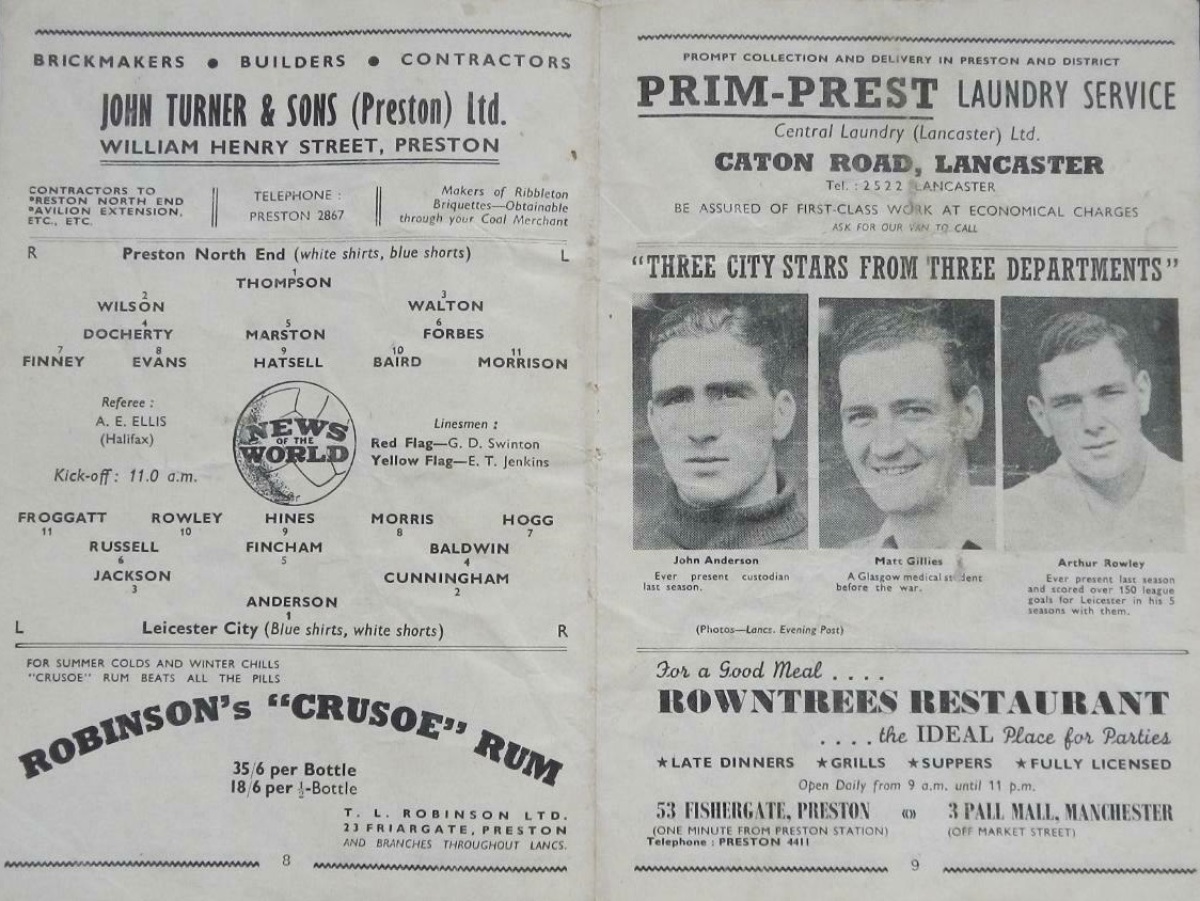 BRICKMAKERS ● BUILDERS ● CONTRACTORS
JOHN TURNER & SONS (Preston) Ltd.
WILLIAM HENRY STREET, PRESTON
CONTRACTORS TO
PRESTON NORTH END
PAVILION EXTENSION,
ETC., ETC.
TELEPHONE :
PRESTON 2867
Makers of Ribbleton
Briquettes—Obtainable
through your Coal Merchant
R Preston North End (white shirts, blue shorts) L
1
THOMPSON
2 3
WILSON WALTON
4 5 6
DOCHERTY MARSTON FORBES
7 8 9 10 11
FINNEY EVANS HATSELL BAIRD MORRISON
Referee :
A. E. ELLIS
(Halifax)
Kick-off : 11.0 a.m.
NEWS
OF THE
WORLD
Linesmen :
Red Flag—G. D. Swinton
Yellow Flag—E. T. Jenkins
FROGGATT ROWLEY HINES MORRIS HOGG
11 10 9 8 7
RUSSELL FINCHAM BALDWIN
6 5 4
JACKSON CUNNINGHAM
3 2
ANDERSON
1
L Leicester City (Blue shirts, white shorts) R
FOR SUMMER COLDS AND WINTER CHILLS
"CRUSOE" RUM BEATS ALL THE PILLS
ROBINSON's "CRUSOE" RUM
35/6 per Bottle
18/6 per ½-Bottle
T. L. ROBINSON LTD.
23 FRIARGATE, PRESTON
AND BRANCHES THROUGHOUT LANCS.
8
PROMPT COLLECTION AND DELIVERY IN PRESTON AND DISTRICT
PRIM-PREST LAUNDRY SERVICE
Central Laundry (Lancaster) Ltd.
CATON ROAD, LANCASTER
Tel. : 2522 LANCASTER
BE ASSURED OF FIRST-CLASS WORK AT ECONOMICAL CHARGES
ASK FOR OUR VAN TO CALL
"THREE CITY STARS FROM THREE DEPARTMENTS"
John Anderson
Ever present custodian
last season.
Matt Gillies
A Glasgow medical student
before the war.
Arthur Rowley
Ever present last season
and scored over 150 league
goals for Leicester in his 5
seasons with them.
(Photos—Lancs. Evening Post)
For a Good Meal . . . .
ROWNTREES RESTAURANT
. . . . the IDEAL Place for Parties
★LATE DINNERS ★GRILLS ★SUPPERS ★FULLY LICENSED
Open Daily from 9 a.m. until 11 p.m.
53 FISHERGATE, PRESTON 3 PALL MALL, MANCHESTER
(ONE MINUTE FROM PRESTON STATION) (OFF MARKET STREET)
Telephone : PRESTON 4411
9